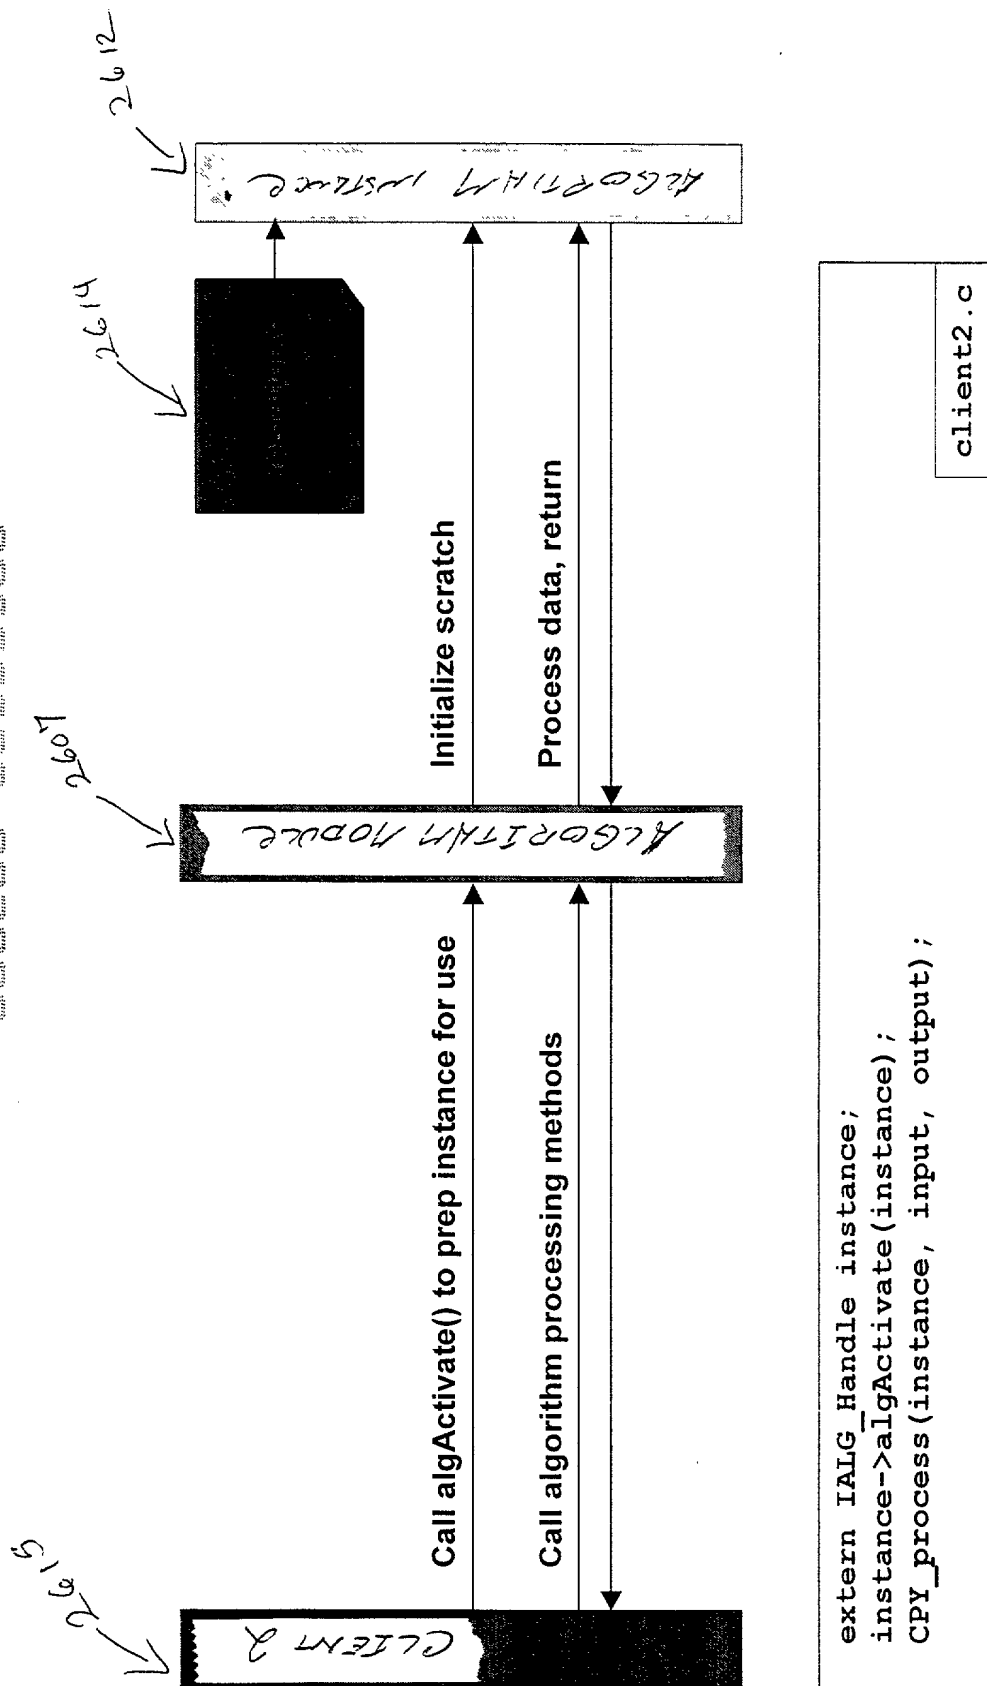 2615
2607
2614
2612
CLIENT 2
ALGORITHM MODULE
ALGORTIHM INSTANCE
Call algActivate() to prep instance for use
Initialize scratch
Call algorithm processing methods
Process data, return
extern IALG_Handle instance;
instance->algActivate(instance);
CPY_process(instance, input, output);
client2.c